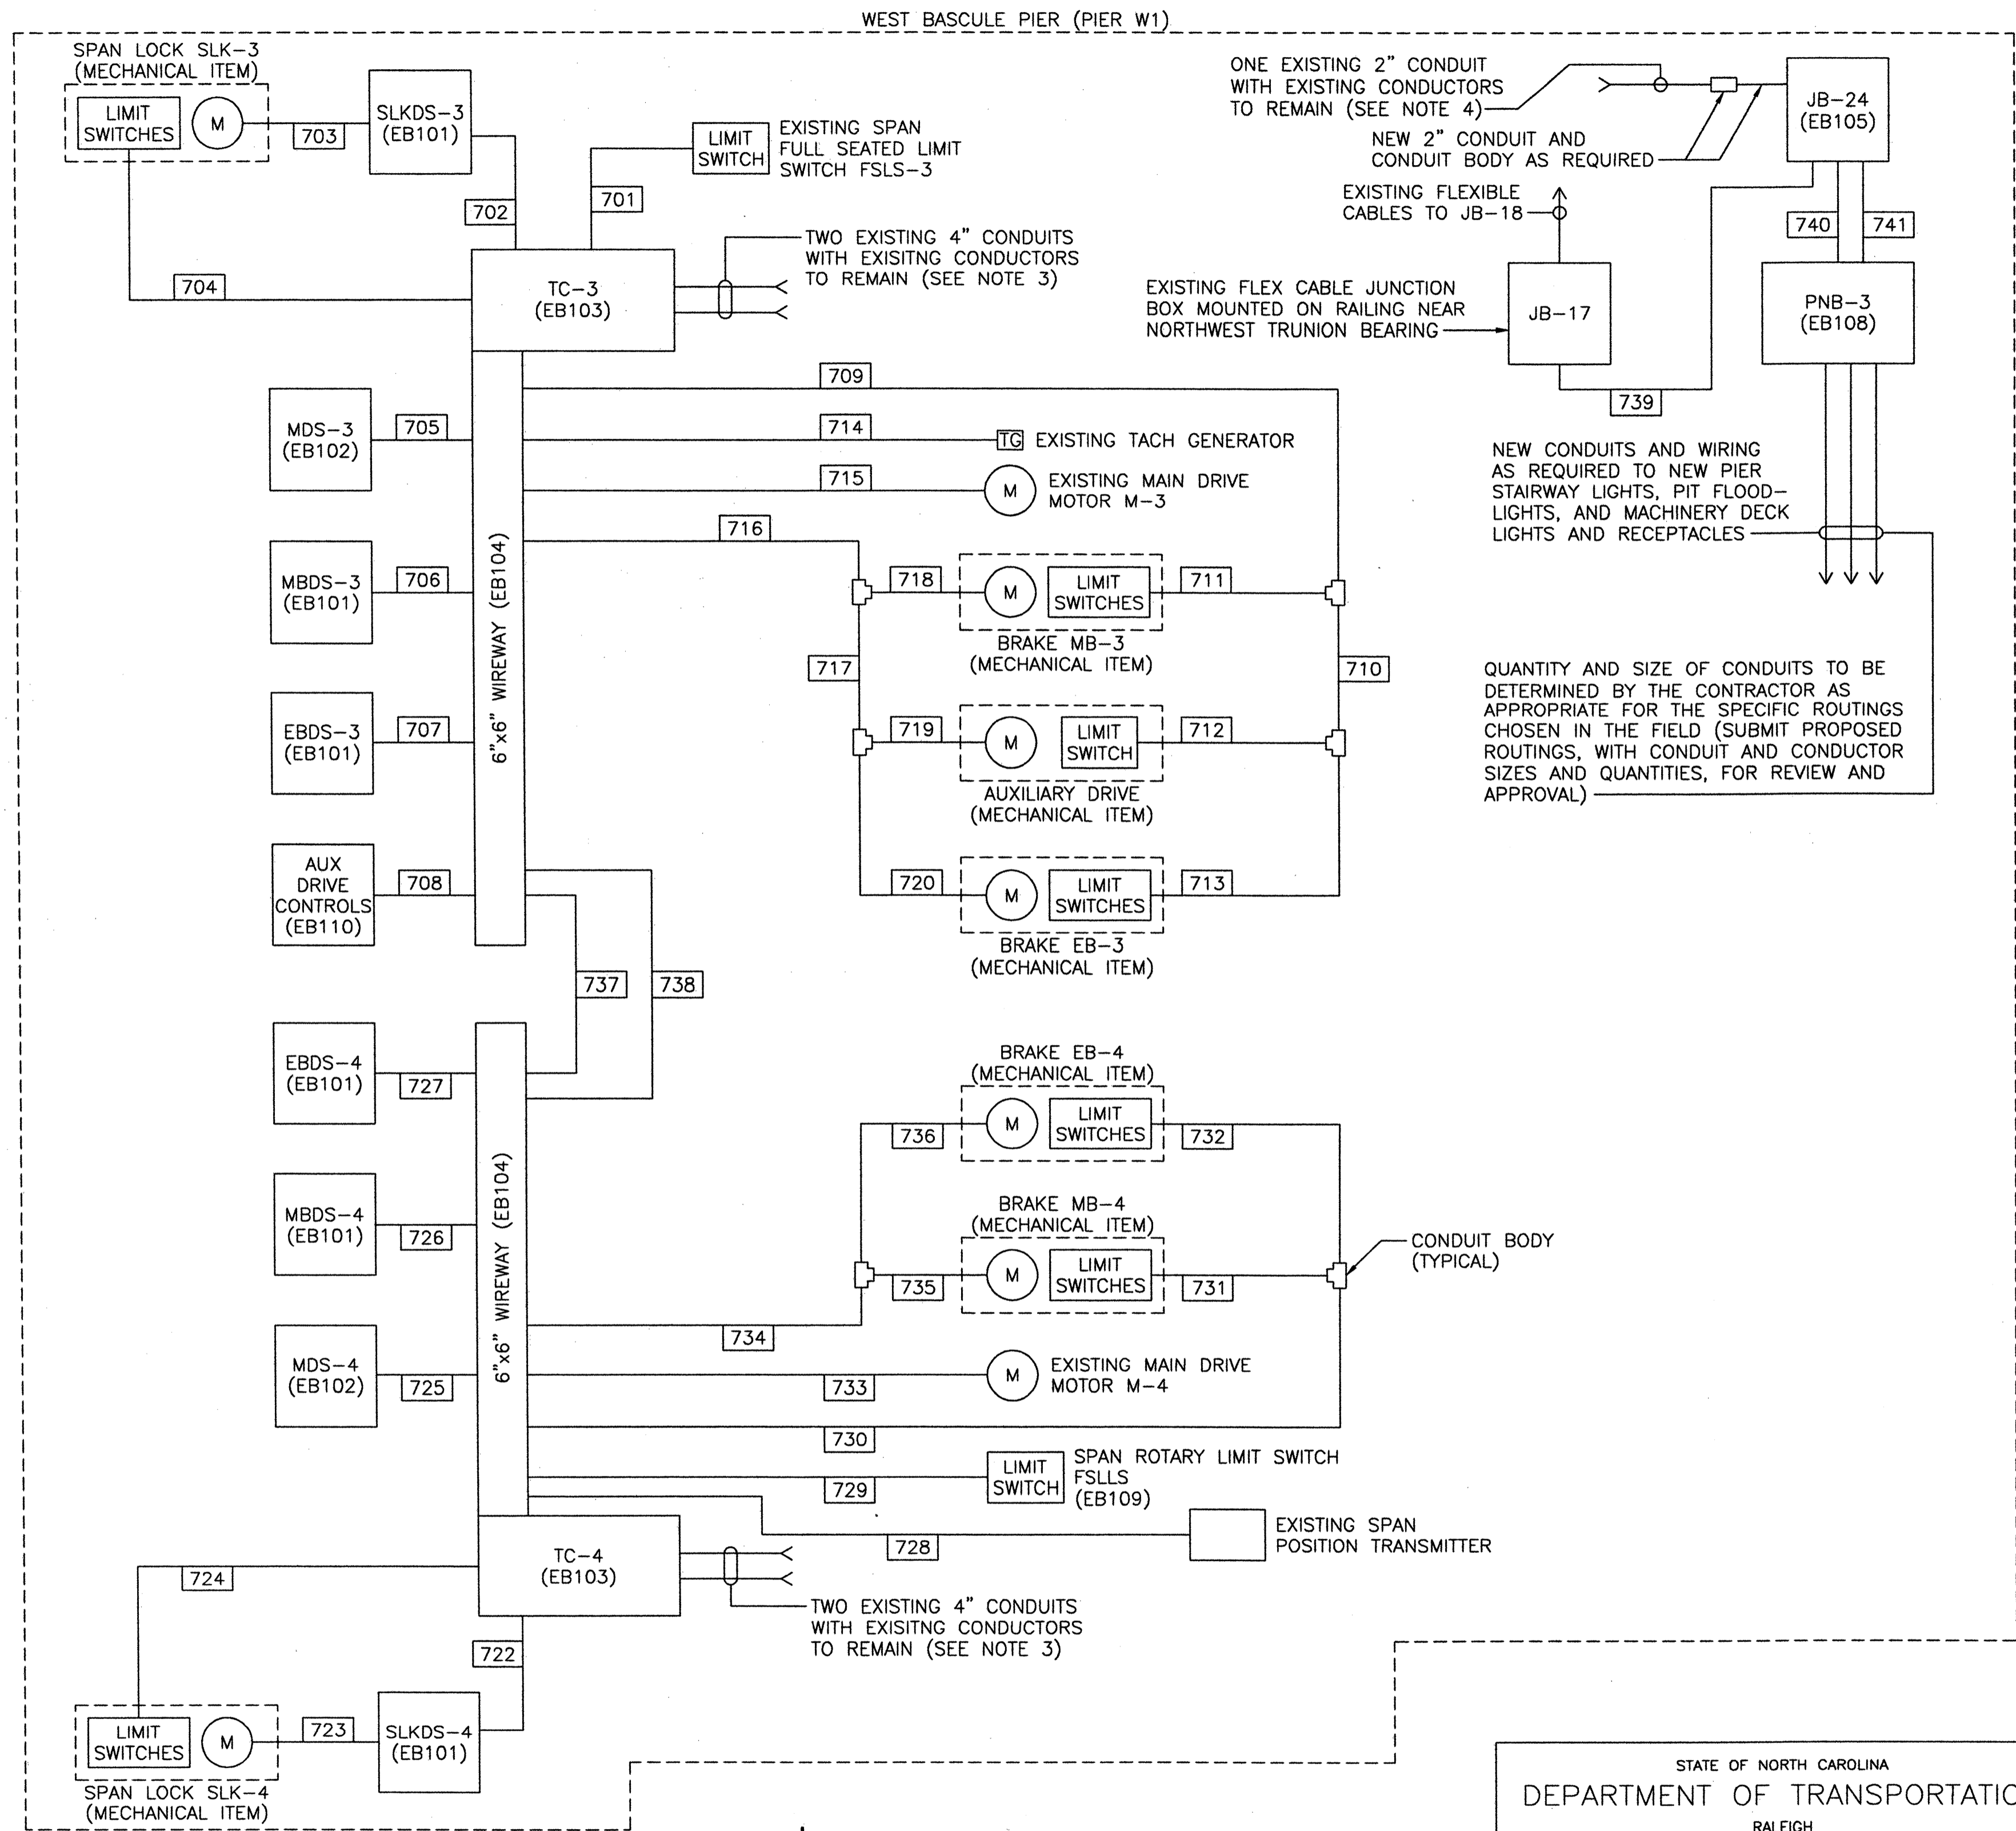 WEST BASCULE PIER (PIER W1)
SPAN LOCK SLK-3
(MECHANICAL ITEM)
LIMIT
SWITCHES
M
703
SLKDS-3
(EB101)
702
701
LIMIT
SWITCH
EXISTING SPAN
FULL SEATED LIMIT
SWITCH FSLS-3
704
TC-3
(EB103)
TWO EXISTING 4" CONDUITS
WITH EXISITNG CONDUCTORS
TO REMAIN (SEE NOTE 3)
ONE EXISTING 2" CONDUIT
WITH EXISTING CONDUCTORS
TO REMAIN (SEE NOTE 4)
NEW 2" CONDUIT AND
CONDUIT BODY AS REQUIRED
JB-24
(EB105)
EXISTING FLEXIBLE
CABLES TO JB-18
740
741
EXISTING FLEX CABLE JUNCTION
BOX MOUNTED ON RAILING NEAR
NORTHWEST TRUNION BEARING
JB-17
PNB-3
(EB108)
739
NEW CONDUITS AND WIRING
AS REQUIRED TO NEW PIER
STAIRWAY LIGHTS, PIT FLOOD-
LIGHTS, AND MACHINERY DECK
LIGHTS AND RECEPTACLES
QUANTITY AND SIZE OF CONDUITS TO BE
DETERMINED BY THE CONTRACTOR AS
APPROPRIATE FOR THE SPECIFIC ROUTINGS
CHOSEN IN THE FIELD (SUBMIT PROPOSED
ROUTINGS, WITH CONDUIT AND CONDUCTOR
SIZES AND QUANTITIES, FOR REVIEW AND
APPROVAL)
709
MDS-3
(EB102)
705
714
TG
EXISTING TACH GENERATOR
715
M
EXISTING MAIN DRIVE
MOTOR M-3
716
6"x6" WIREWAY (EB104)
MBDS-3
(EB101)
706
718
M
LIMIT
SWITCHES
711
BRAKE MB-3
(MECHANICAL ITEM)
717
710
EBDS-3
(EB101)
707
719
M
LIMIT
SWITCH
712
AUXILIARY DRIVE
(MECHANICAL ITEM)
AUX
DRIVE
CONTROLS
(EB110)
708
720
M
LIMIT
SWITCHES
713
BRAKE EB-3
(MECHANICAL ITEM)
737
738
EBDS-4
(EB101)
727
BRAKE EB-4
(MECHANICAL ITEM)
736
M
LIMIT
SWITCHES
732
6"x6" WIREWAY (EB104)
MBDS-4
(EB101)
726
BRAKE MB-4
(MECHANICAL ITEM)
735
M
LIMIT
SWITCHES
731
CONDUIT BODY
(TYPICAL)
734
MDS-4
(EB102)
725
733
M
EXISTING MAIN DRIVE
MOTOR M-4
730
729
LIMIT
SWITCH
SPAN ROTARY LIMIT SWITCH
FSLLS
(EB109)
728
EXISTING SPAN
POSITION TRANSMITTER
TC-4
(EB103)
724
TWO EXISTING 4" CONDUITS
WITH EXISITNG CONDUCTORS
TO REMAIN (SEE NOTE 3)
722
LIMIT
SWITCHES
M
723
SLKDS-4
(EB101)
SPAN LOCK SLK-4
(MECHANICAL ITEM)
STATE OF NORTH CAROLINA
DEPARTMENT OF TRANSPORTATIO
RALEIGH